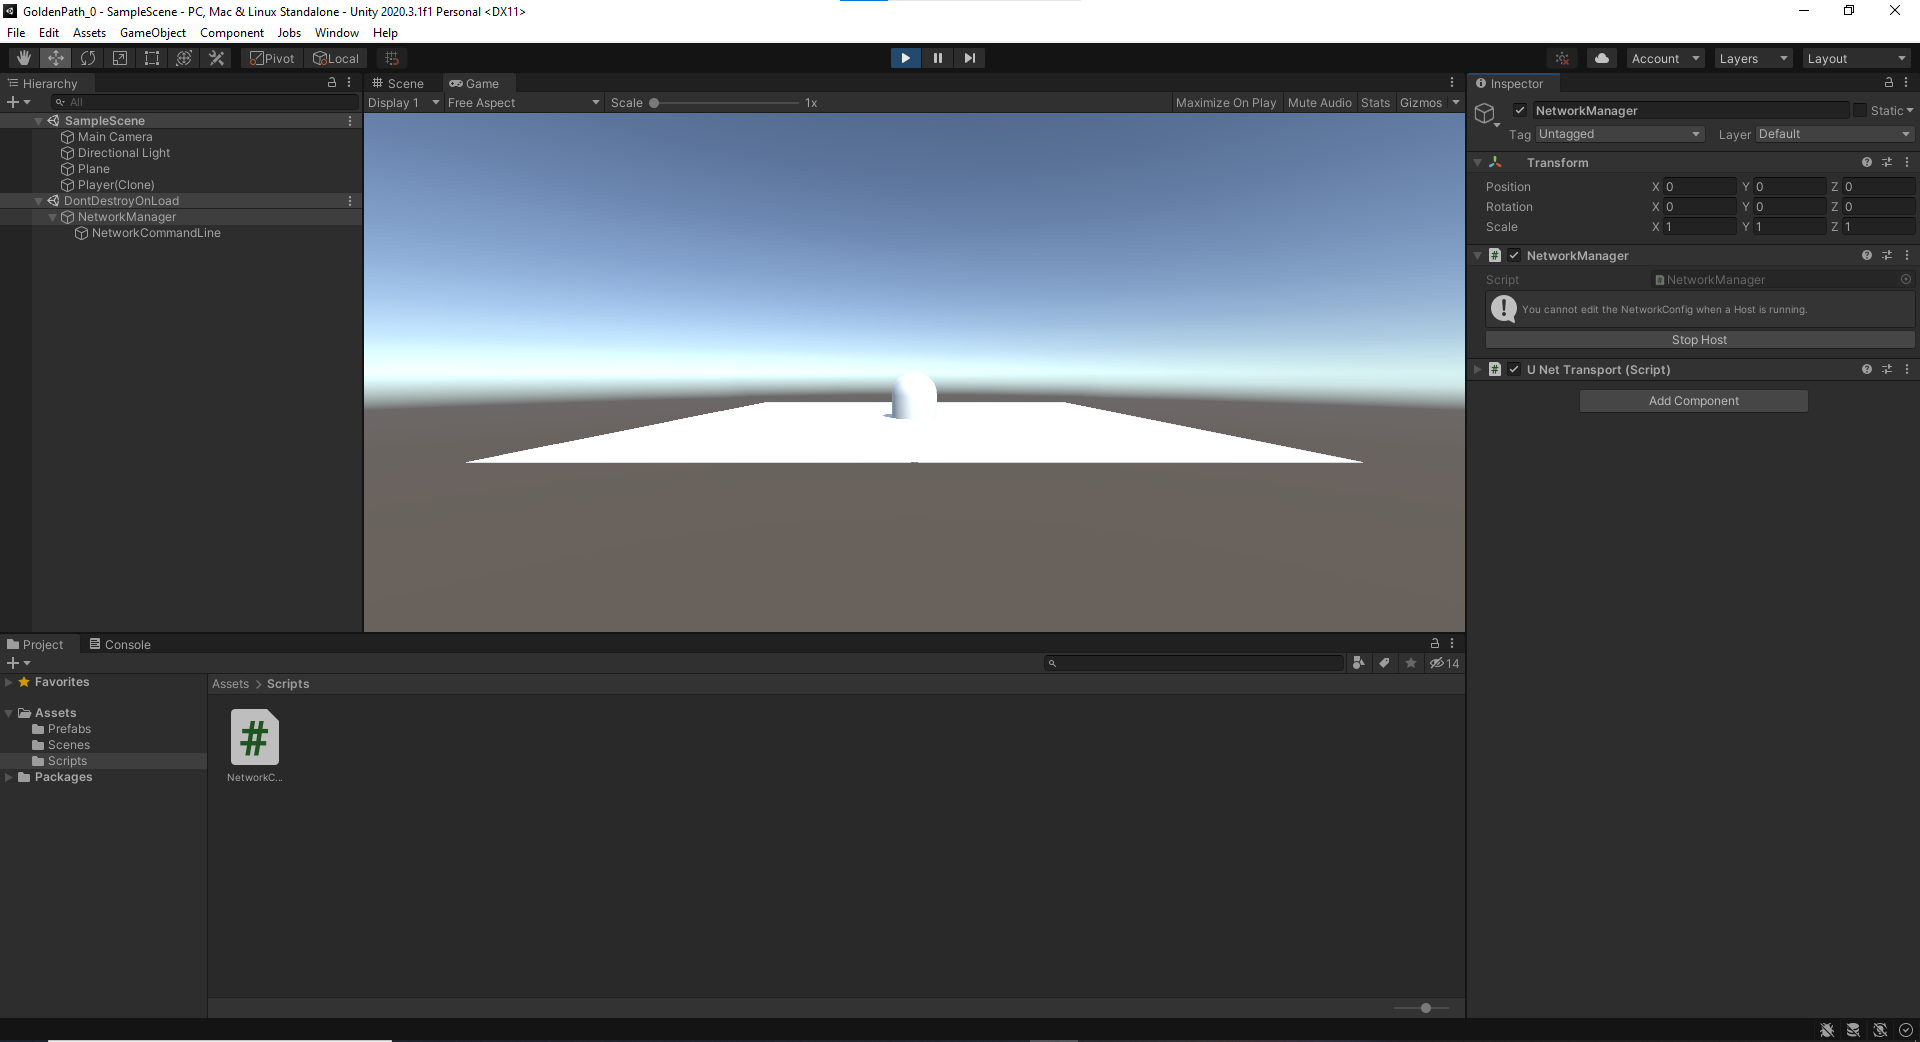 GoldenPath_0 - SampleScene - PC, Mac & Linux Standalone - Unity 2020.3.1f1 Personal <DX11>
File Edit Assets GameObject Component Jobs Window Help
Pivot Local Account Layers Layout
Hierarchy
All
SampleScene
Main Camera
Directional Light
Plane
Player(Clone)
DontDestroyOnLoad
NetworkManager
NetworkCommandLine
Scene Game
Display 1 Free Aspect Scale 1x Maximize On Play Mute Audio Stats Gizmos
Inspector
NetworkManager Static
Tag Untagged Layer Default
Transform
Position X 0 Y 0 Z 0
Rotation X 0 Y 0 Z 0
Scale X 1 Y 1 Z 1
# NetworkManager
Script NetworkManager
You cannot edit the NetworkConfig when a Host is running.
Stop Host
# U Net Transport (Script)
Add Component
Project Console
14
Favorites
Assets
Prefabs
Scenes
Scripts
Packages
Assets > Scripts
#
NetworkC...